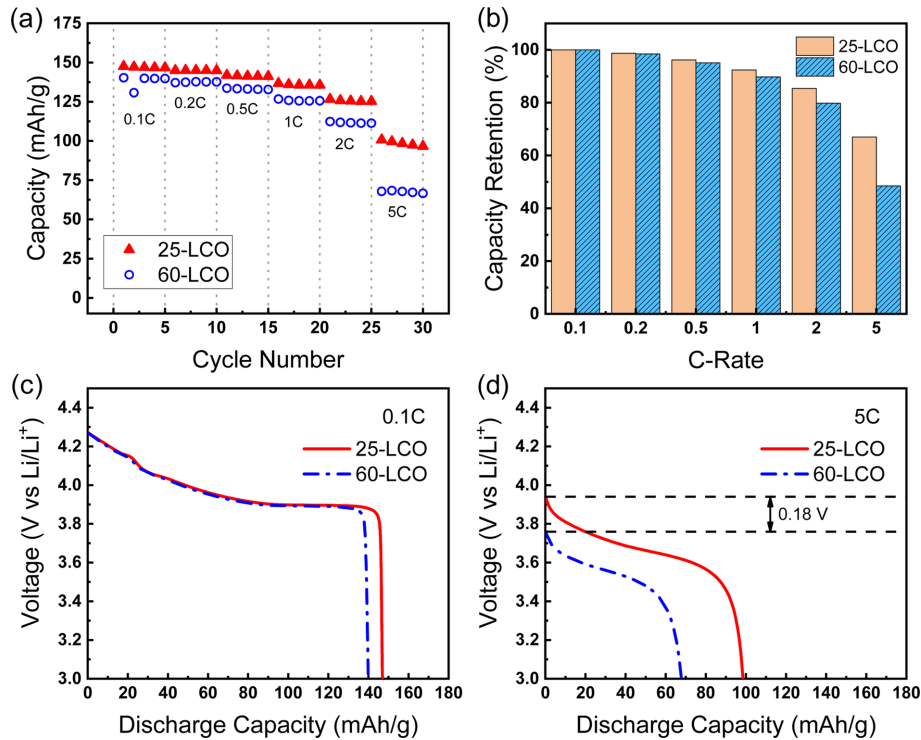 (a)
175
150
125
100
75
50
25
0
Capacity (mAh/g)
0.1C
0.2C
0.5C
1C
2C
5C
25-LCO
60-LCO
0 5 10 15 20 25 30
Cycle Number
(b)
100
80
60
40
20
0
Capacity Retention (%)
25-LCO
60-LCO
0.1 0.2 0.5 1 2 5
C-Rate
(c)
4.4
4.2
4.0
3.8
3.6
3.4
3.2
3.0
Voltage (V vs Li/Li⁺)
0.1C
25-LCO
60-LCO
0 20 40 60 80 100 120 140 160 180
Discharge Capacity (mAh/g)
(d)
4.4
4.2
4.0
3.8
3.6
3.4
3.2
3.0
Voltage (V vs Li/Li⁺)
5C
25-LCO
60-LCO
0.18 V
0 20 40 60 80 100 120 140 160 180
Discharge Capacity (mAh/g)